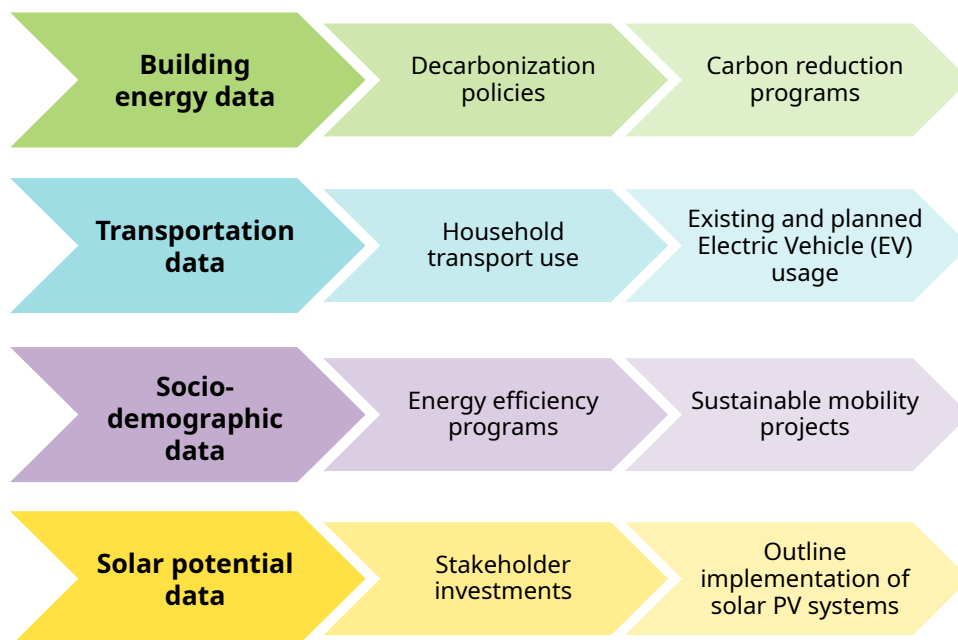 Building
energy data
Decarbonization
policies
Carbon reduction
programs
Transportation
data
Household
transport use
Existing and planned
Electric Vehicle (EV)
usage
Socio-
demographic
data
Energy efficiency
programs
Sustainable mobility
projects
Solar potential
data
Stakeholder
investments
Outline
implementation of
solar PV systems